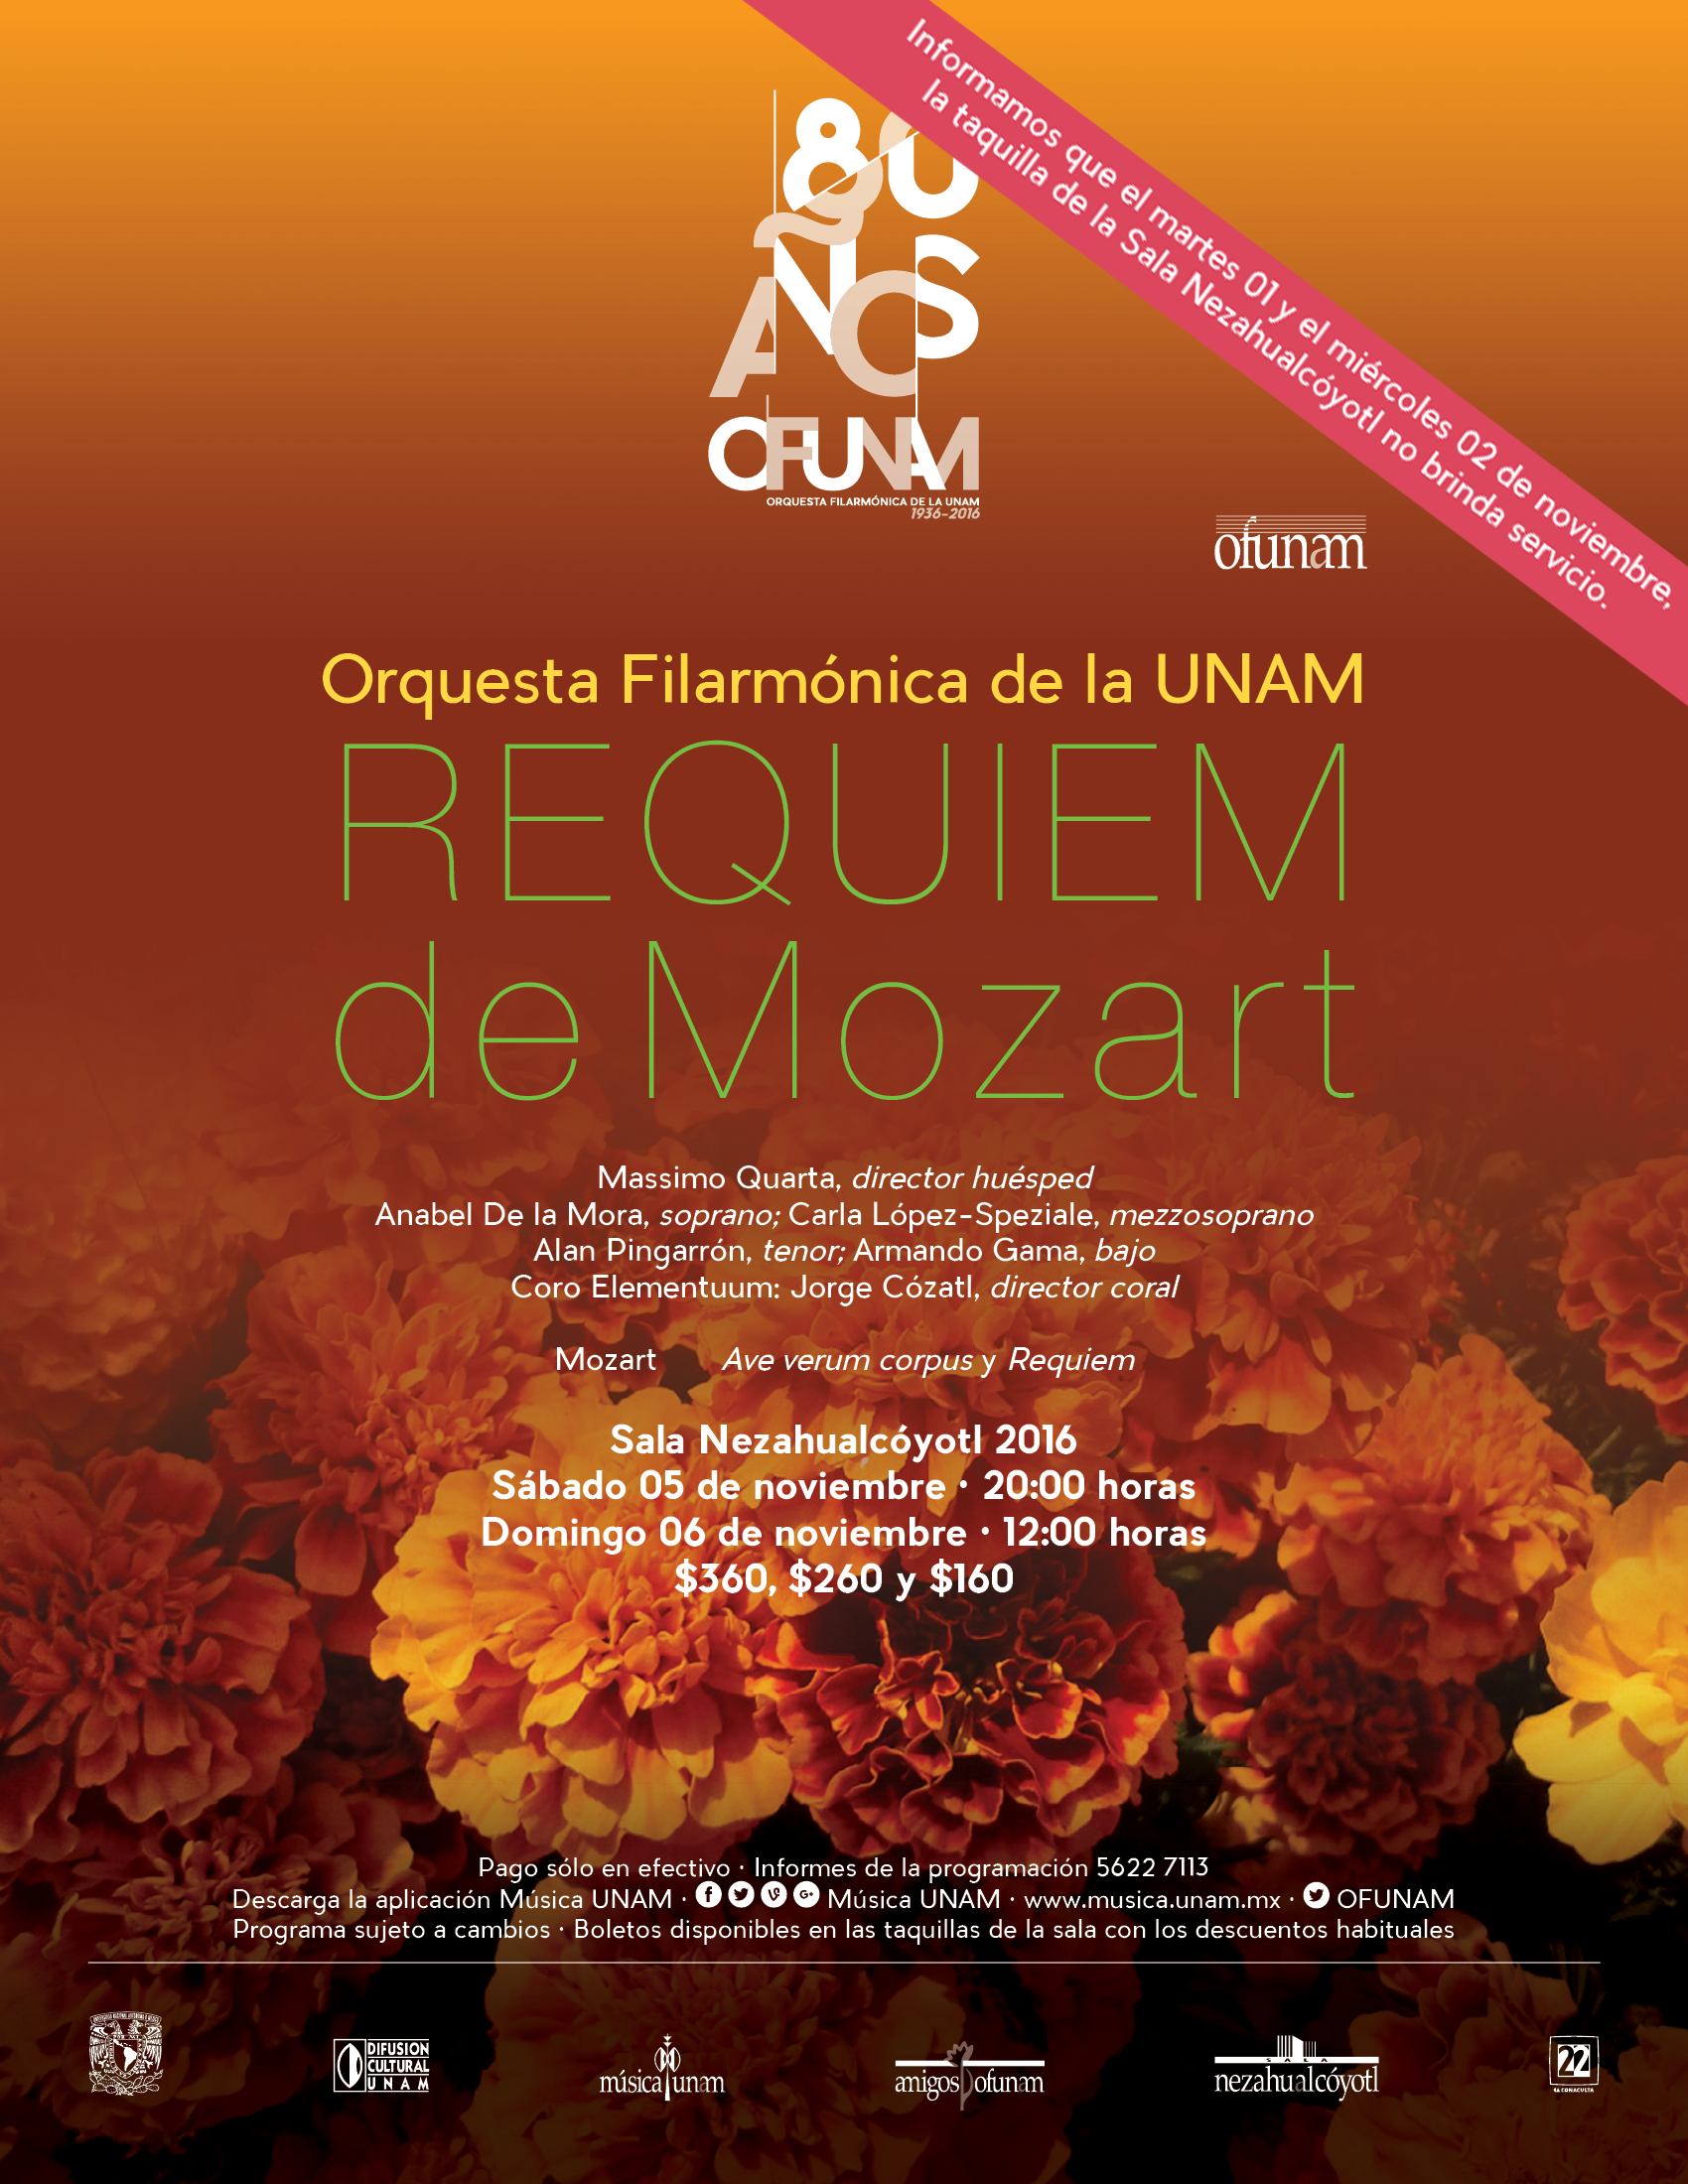 Informamos que el martes 01 y el miércoles 02 de noviembre,
la taquilla de la Sala Nezahualcóyotl no brinda servicio.
80
AÑOS
OFUNAM
ORQUESTA FILARMÓNICA DE LA UNAM
1936-2016
ofunam
Orquesta Filarmónica de la UNAM
REQUIEM
de Mozart
Massimo Quarta, director huésped
Anabel De la Mora, soprano; Carla López-Speziale, mezzosoprano
Alan Pingarrón, tenor; Armando Gama, bajo
Coro Elementuum: Jorge Cózatl, director coral
Mozart Ave verum corpus y Requiem
Sala Nezahualcóyotl 2016
Sábado 05 de noviembre · 20:00 horas
Domingo 06 de noviembre · 12:00 horas
$360, $260 y $160
Pago sólo en efectivo · Informes de la programación 5622 7113
Descarga la aplicación Música UNAM · Música UNAM · www.musica.unam.mx · OFUNAM
Programa sujeto a cambios · Boletos disponibles en las taquillas de la sala con los descuentos habituales
DIFUSION
CULTURAL
UNAM
música unam
amigos ofunam
SALA
nezahualcóyotl
22
CONACULTA